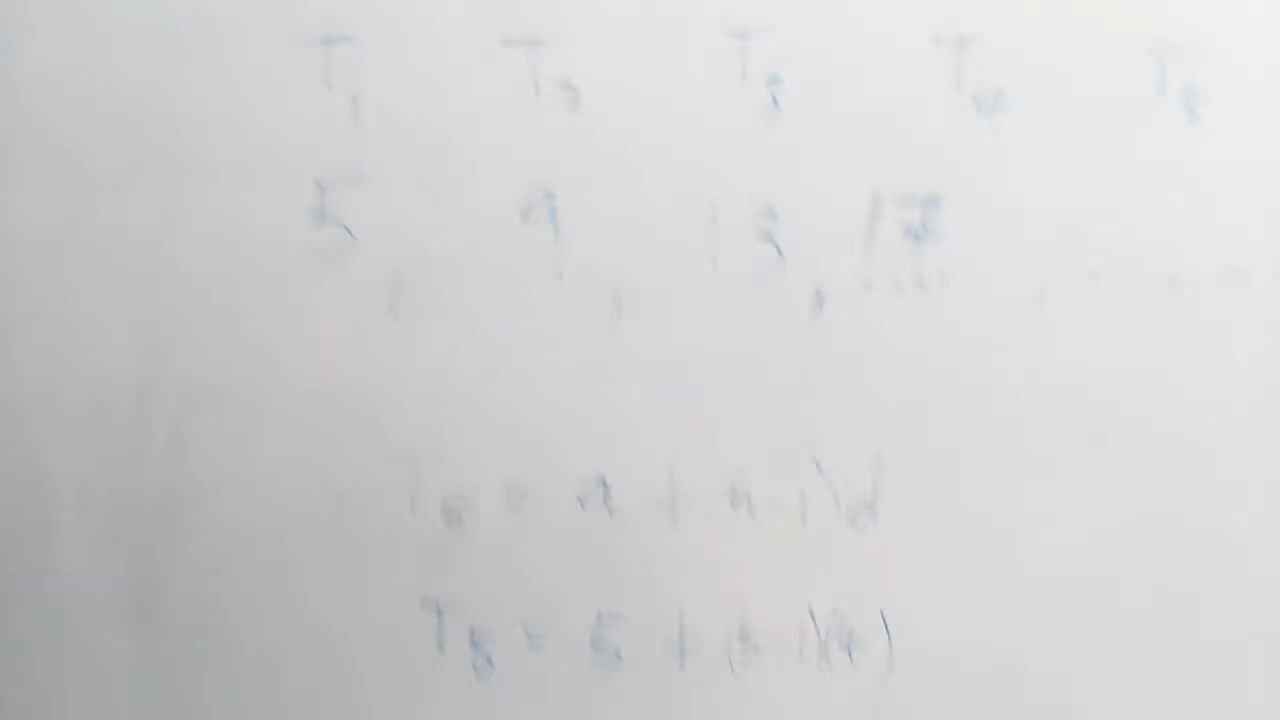 T1 T2 T3 T4 T5
5, 9, 13, 17
Tn = a + (n-1)d
T5 = 5 + (5-1)(4)